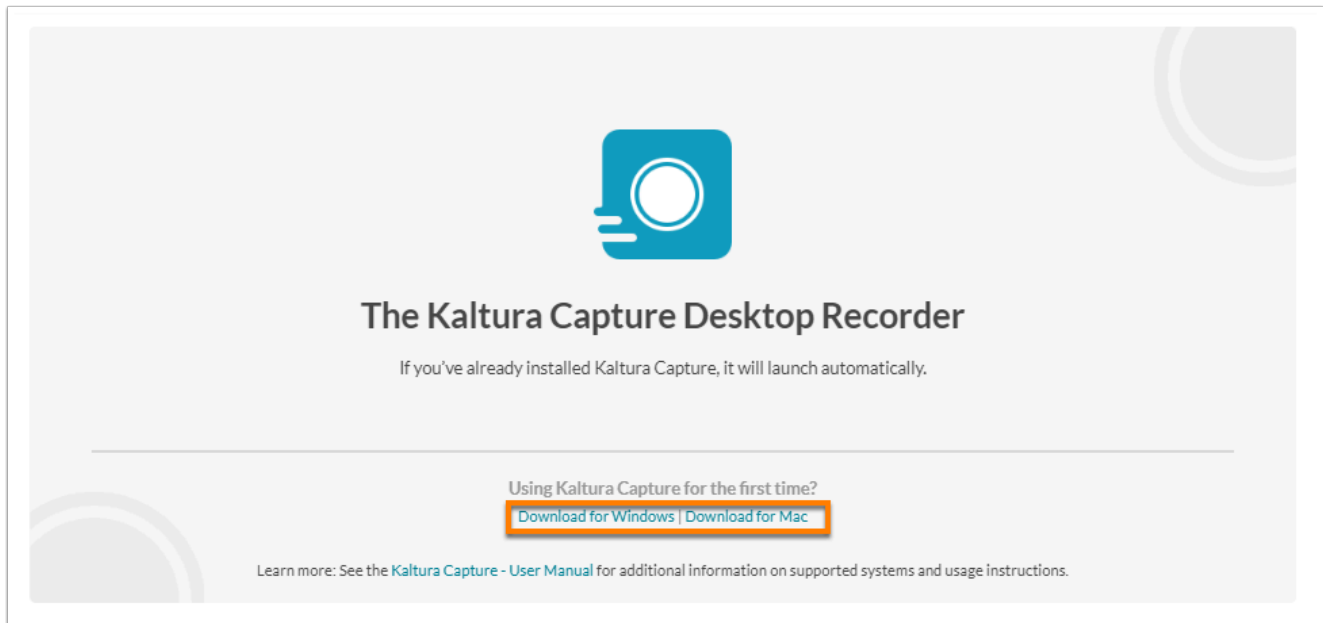 The Kaltura Capture Desktop Recorder
If you've already installed Kaltura Capture, it will launch automatically.
Using Kaltura Capture for the first time?
Download for Windows | Download for Mac
Learn more: See the Kaltura Capture - User Manual for additional information on supported systems and usage instructions.